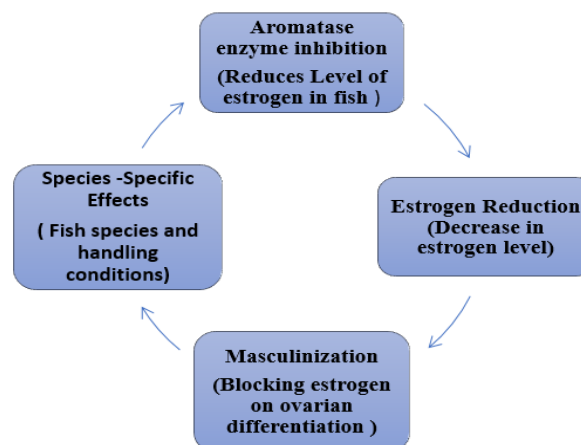 Aromatase
enzyme inhibition
(Reduces Level of
estrogen in fish )
Estrogen Reduction
(Decrease in
estrogen level)
Masculinization
(Blocking estrogen
on ovarian
differentiation )
Species -Specific
Effects
( Fish species and
handling
conditions)